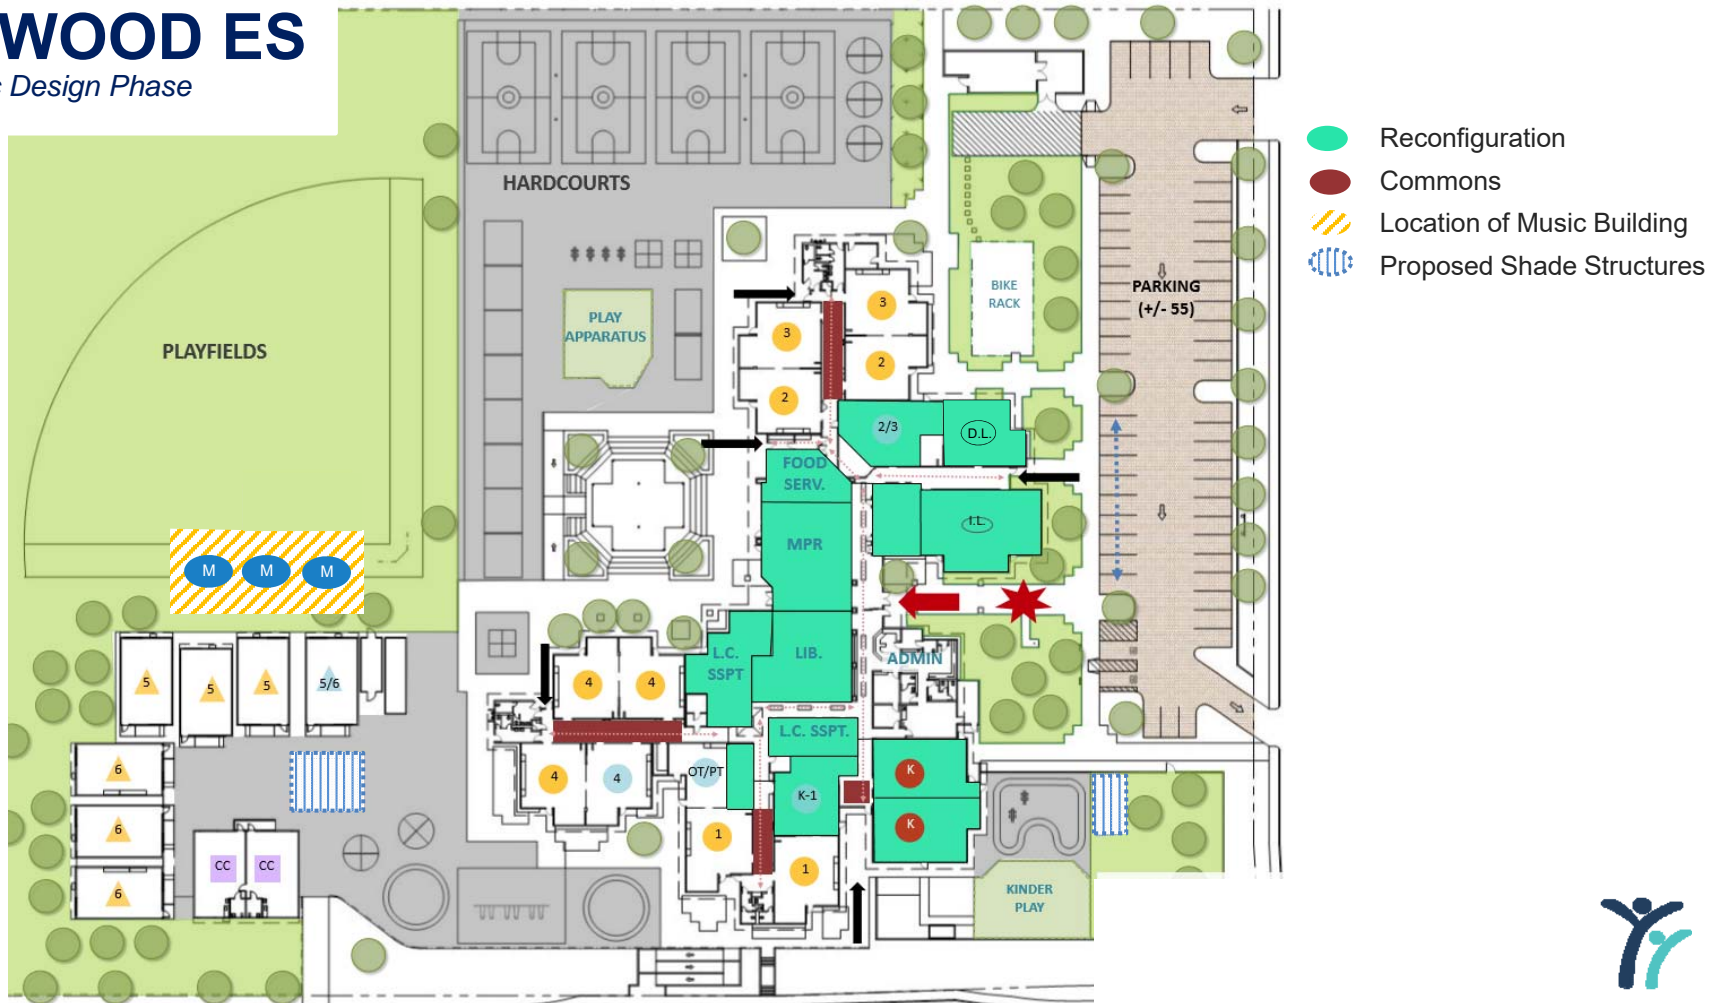 WOOD ES
Design Phase
Reconfiguration
Commons
Location of Music Building
Proposed Shade Structures
HARDCOURTS
PLAYFIELDS
PLAY
APPARATUS
BIKE
RACK
PARKING
(+/- 55)
3
3
2
2
2/3
D.L.
FOOD
SERV.
I.L.
MPR
M
M
M
L.C.
SSPT
LIB.
ADMIN
5
5
5
5/6
4
4
L.C. SSPT.
6
4
4
OT/PT
K
K-1
6
1
K
CC
CC
1
6
KINDER
PLAY